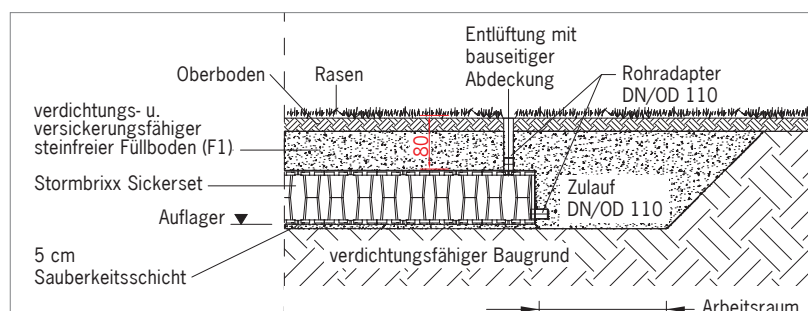 Entlüftung mit
bauseitiger
Abdeckung
Oberboden
Rasen
Rohradapter
DN/OD 110
verdichtungs- u.
versickerungsfähiger
steinfreier Füllboden (F1)
80
Stormbrixx Sickerset
Zulauf
DN/OD 110
Auflager
5 cm
Sauberkeitsschicht
verdichtungsfähiger Baugrund
Arbeitsraum